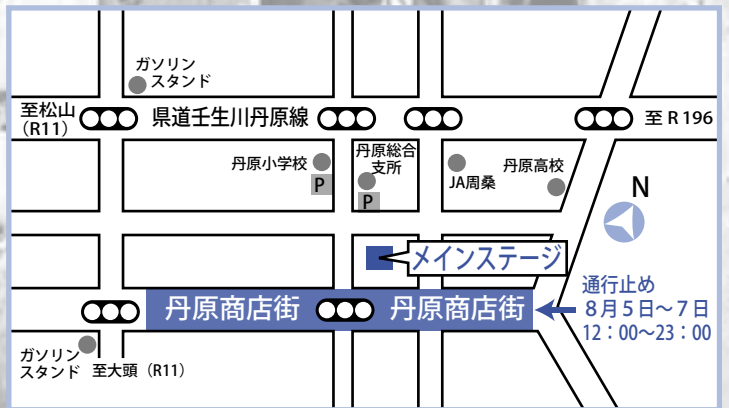 ガソリン
スタンド
至松山
（R11）
県道壬生川丹原線
至 R 196
丹原小学校
P
丹原総合
支所
P
JA周桑
丹原高校
N
メインステージ
丹原商店街
丹原商店街
通行止め
８月５日～７日
12：00～23：00
ガソリン
スタンド
至大頭（R11）